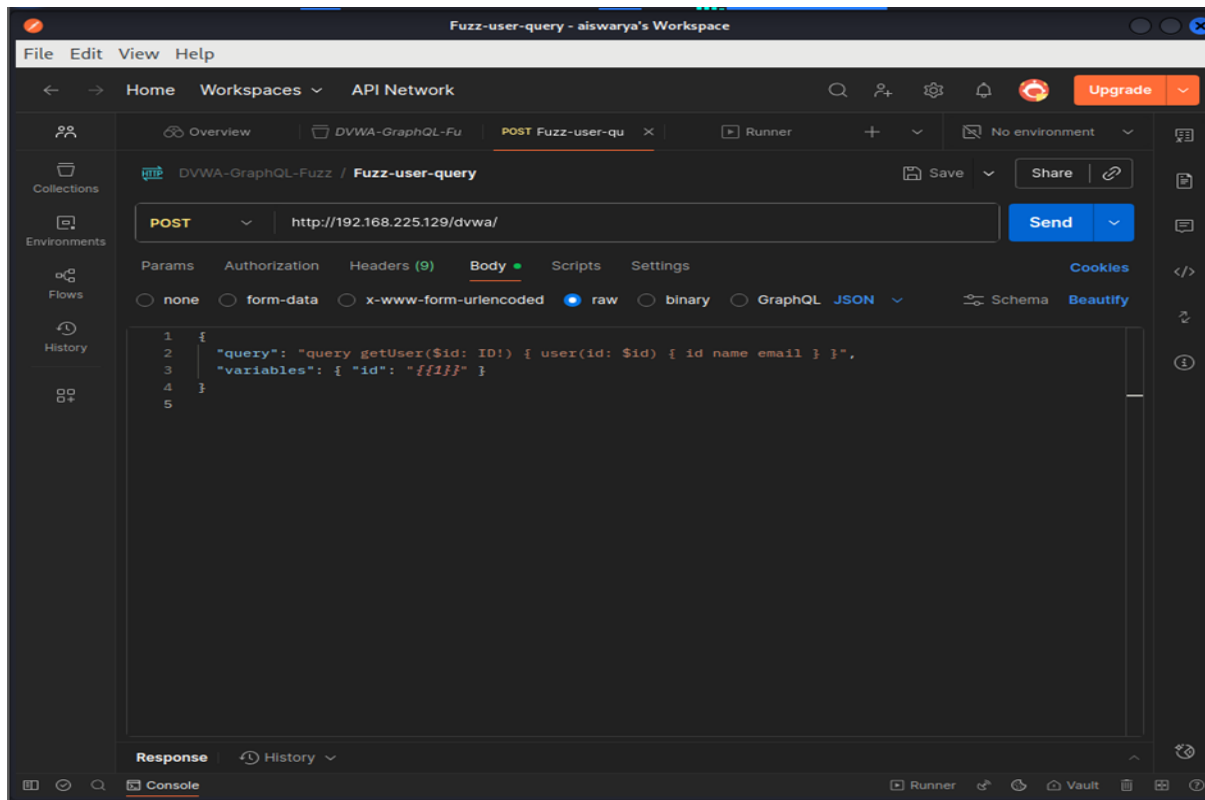 Fuzz-user-query - aiswarya's Workspace
File Edit View Help
Home Workspaces API Network Upgrade
Overview DVWA-GraphQL-Fu POST Fuzz-user-qu Runner No environment
HTTP DVWA-GraphQL-Fuzz / Fuzz-user-query Save Share
POST http://192.168.225.129/dvwa/ Send
Params Authorization Headers (9) Body Scripts Settings Cookies
none form-data x-www-form-urlencoded raw binary GraphQL JSON Schema Beautify
Collections
Environments
Flows
History
1 {
2 "query": "query getUser($id: ID!) { user(id: $id) { id name email } }",
3 "variables": { "id": "{{1}}" }
4 }
5
Response History
Console Runner Vault